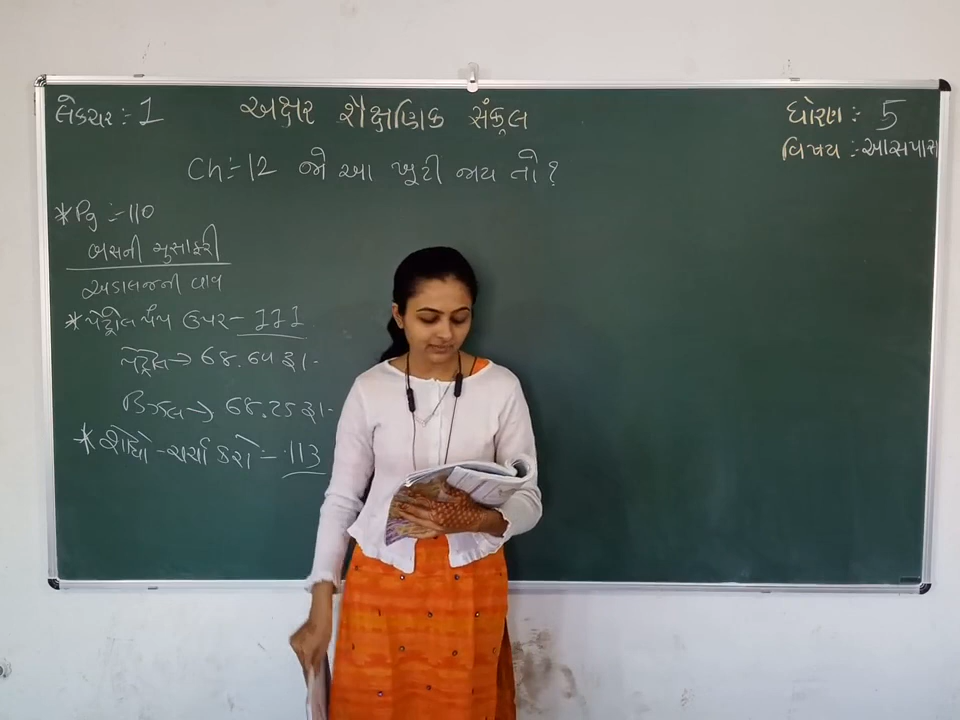 લેક્ચર :- 1
અક્ષર શૈક્ષણિક સંકુલ
ધોરણ :- 5
વિષય :- આસપાસ
Ch:-12 જો આ ખૂટી જાય તો?
*Pg :-110
બસની મુસાફરી
અડાલજની વાવ
*પેટ્રોલ પંપ ઉપર- 111
પેટ્રોલ → 68.64 રૂ।.
ડિઝલ → 68.25 રૂ।.
* શોધો -ચર્ચા કરો :- 113